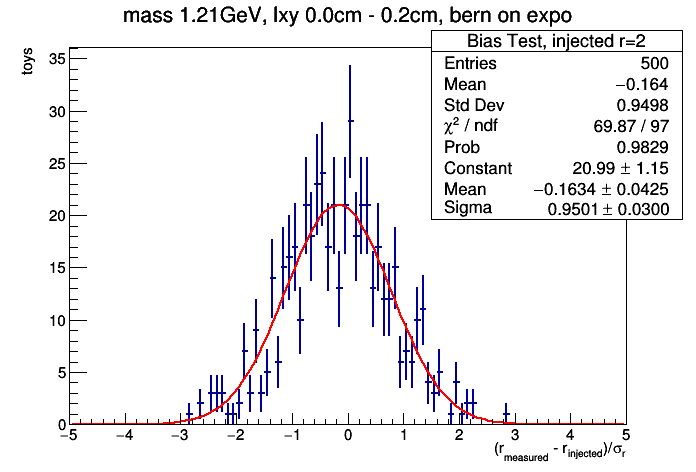 mass 1.21GeV, lxy 0.0cm - 0.2cm, bern on expo
Bias Test, injected r=2
Entries 500
Mean −0.164
Std Dev 0.9498
χ² / ndf 69.87 / 97
Prob 0.9829
Constant 20.99 ± 1.15
Mean −0.1634 ± 0.0425
Sigma 0.9501 ± 0.0300
toys
35
30
25
20
15
10
5
0
−5 −4 −3 −2 −1 0 1 2 3 4 5
(r_measured - r_injected)/σ_r